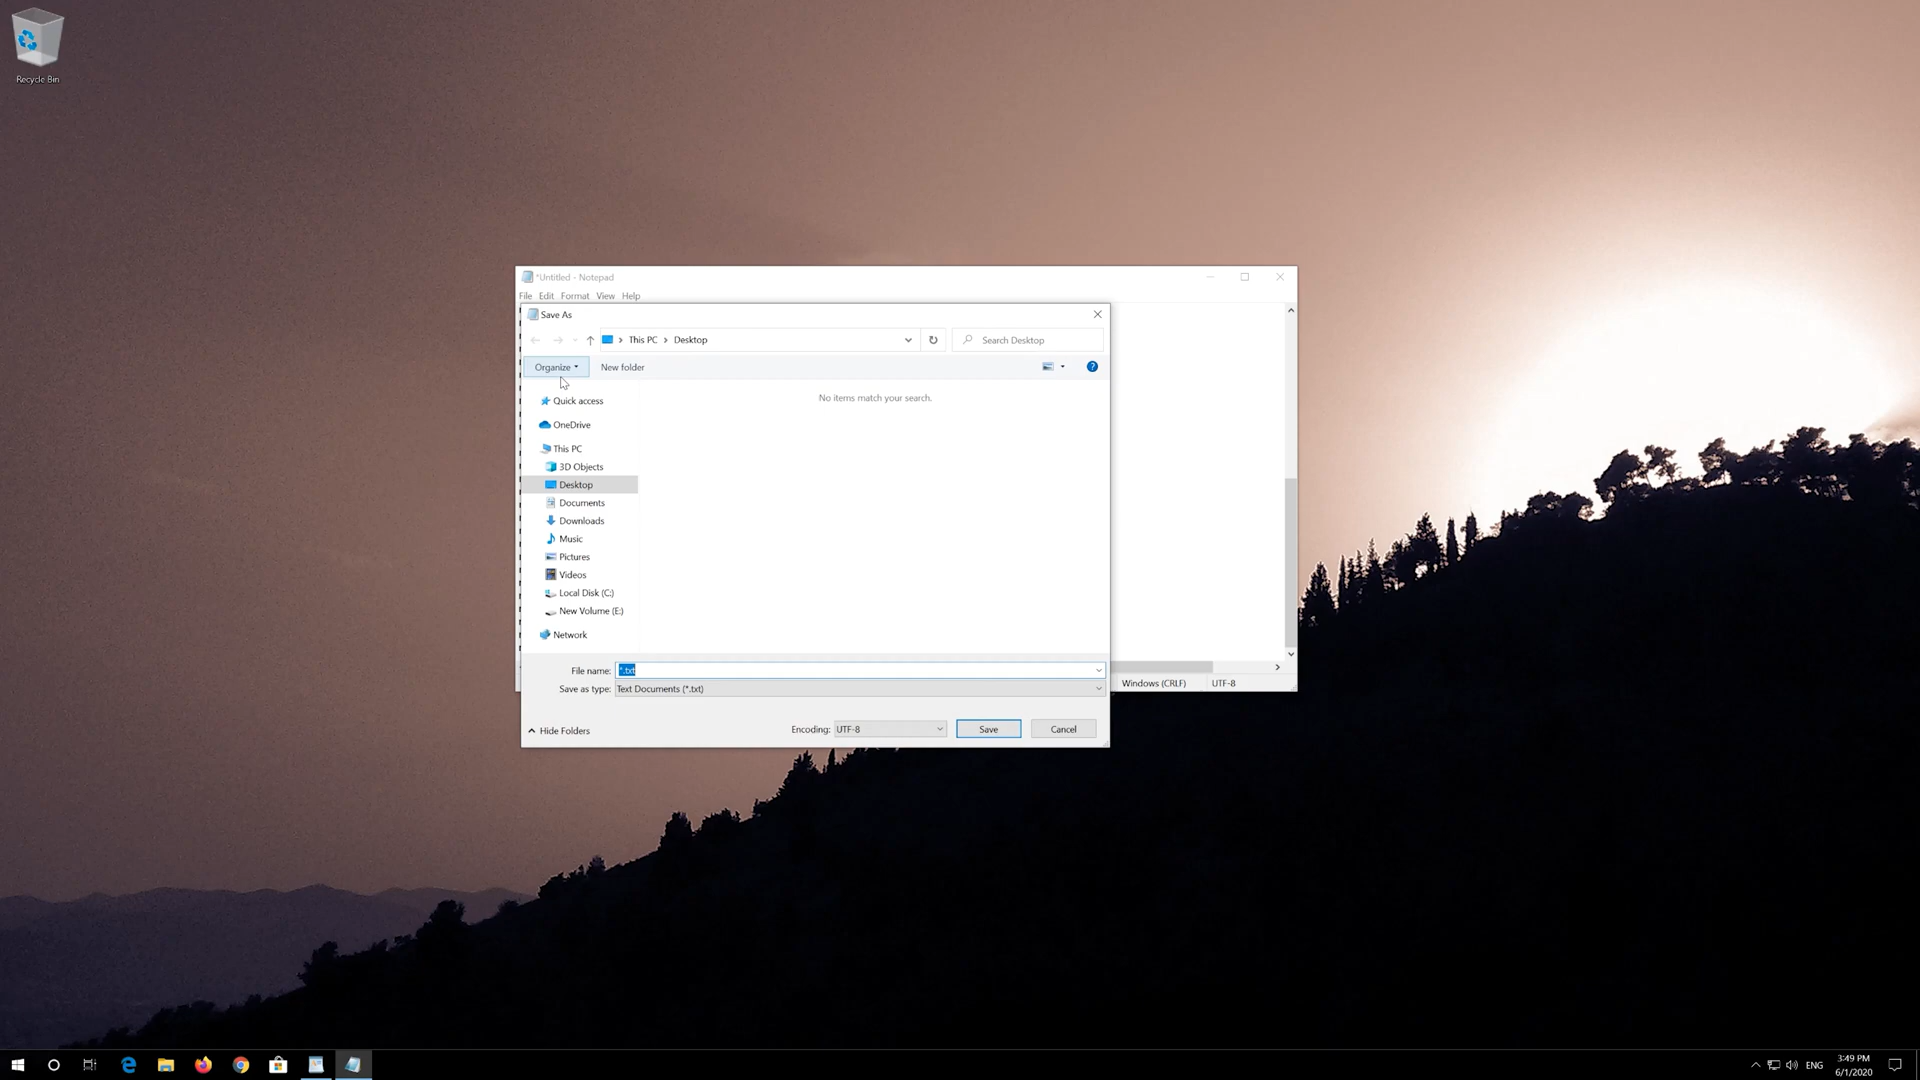 Recycle Bin
*Untitled - Notepad
File Edit Format View Help
Save As
This PC > Desktop
Search Desktop
Organize
New folder
Quick access
No items match your search.
OneDrive
This PC
3D Objects
Desktop
Documents
Downloads
Music
Pictures
Videos
Local Disk (C:)
New Volume (E:)
Network
File name: *.txt
Save as type: Text Documents (*.txt)
Windows (CRLF)
UTF-8
Hide Folders
Encoding: UTF-8
Save
Cancel
ENG
3:49 PM
6/1/2020